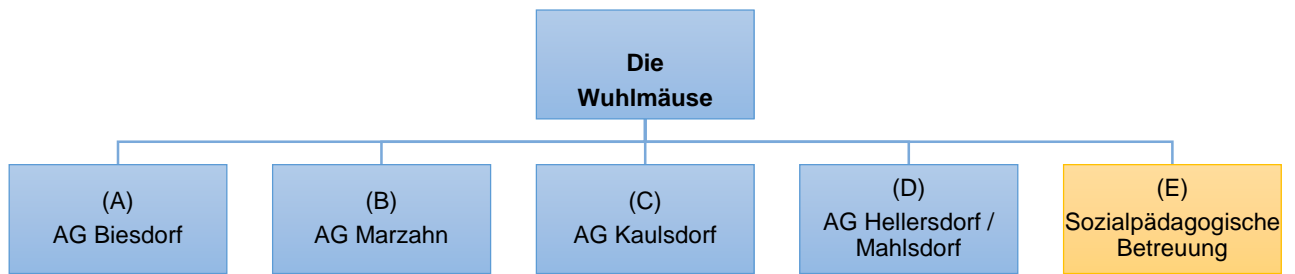 Die
Wuhlmäuse
(A)
AG Biesdorf
(B)
AG Marzahn
(C)
AG Kaulsdorf
(D)
AG Hellersdorf /
Mahlsdorf
(E)
Sozialpädagogische
Betreuung